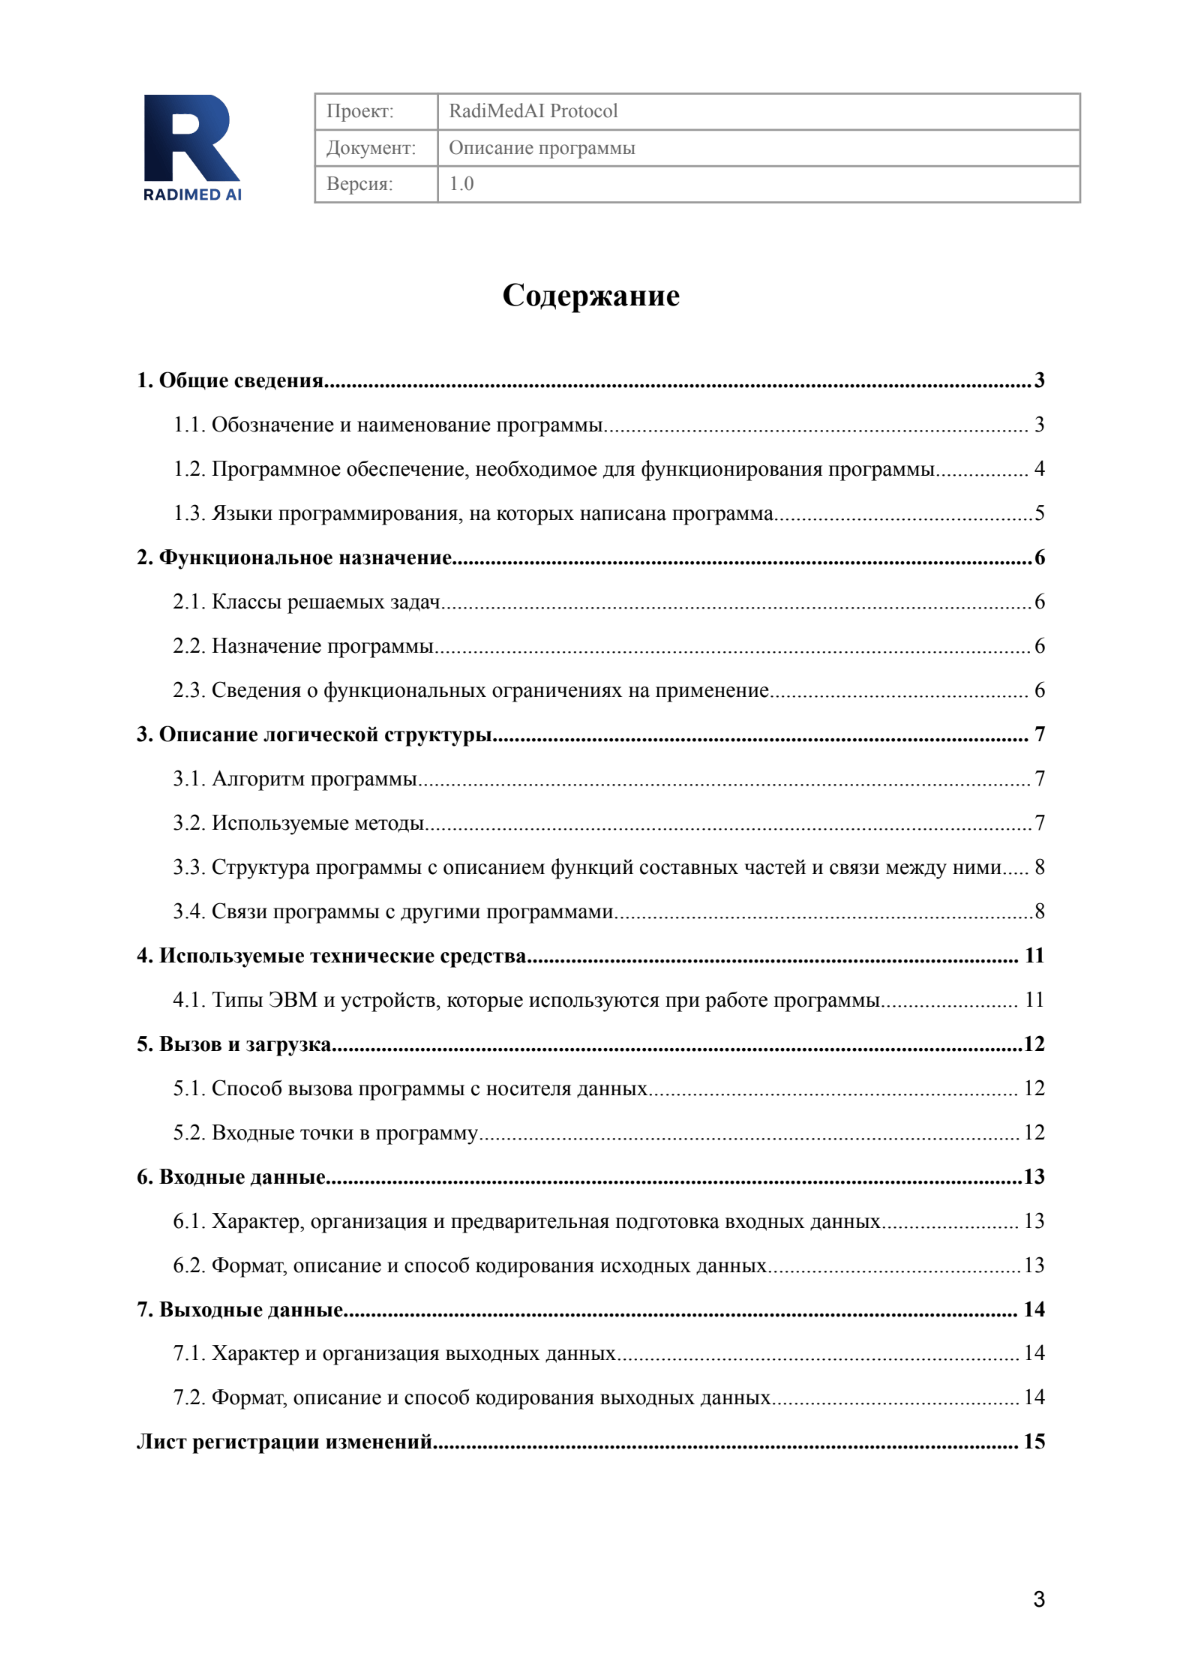 RADIMED AI
Проект: RadiMedAI Protocol
Документ: Описание программы
Версия: 1.0
Содержание
1. Общие сведения 3
1.1. Обозначение и наименование программы 3
1.2. Программное обеспечение, необходимое для функционирования программы 4
1.3. Языки программирования, на которых написана программа 5
2. Функциональное назначение 6
2.1. Классы решаемых задач 6
2.2. Назначение программы 6
2.3. Сведения о функциональных ограничениях на применение 6
3. Описание логической структуры 7
3.1. Алгоритм программы 7
3.2. Используемые методы 7
3.3. Структура программы с описанием функций составных частей и связи между ними 8
3.4. Связи программы с другими программами 8
4. Используемые технические средства 11
4.1. Типы ЭВМ и устройств, которые используются при работе программы 11
5. Вызов и загрузка 12
5.1. Способ вызова программы с носителя данных 12
5.2. Входные точки в программу 12
6. Входные данные 13
6.1. Характер, организация и предварительная подготовка входных данных 13
6.2. Формат, описание и способ кодирования исходных данных 13
7. Выходные данные 14
7.1. Характер и организация выходных данных 14
7.2. Формат, описание и способ кодирования выходных данных 14
Лист регистрации изменений 15
3